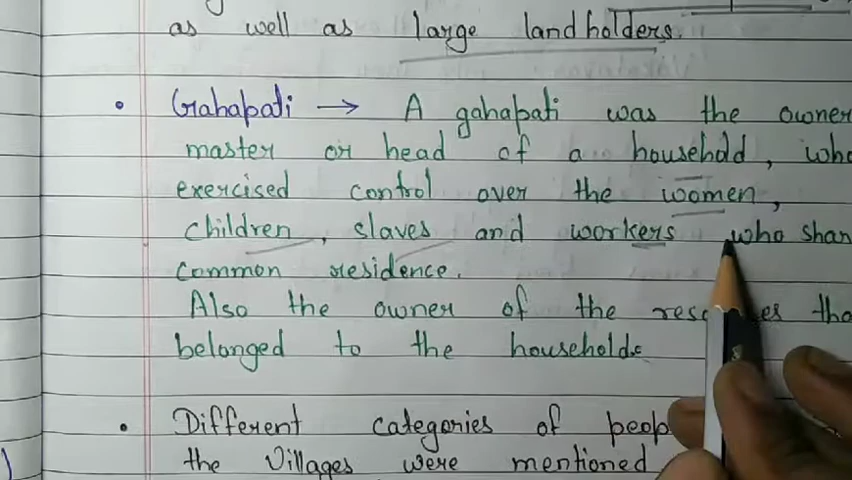 as well as large landholders.
• Gahapati → A gahapati was the owner
master or head of a household, who
exercised control over the women,
children, slaves and workers who shar
common residence.
Also the owner of the tha
belonged to the households
• Different categories of peop
the Villages were mentioned